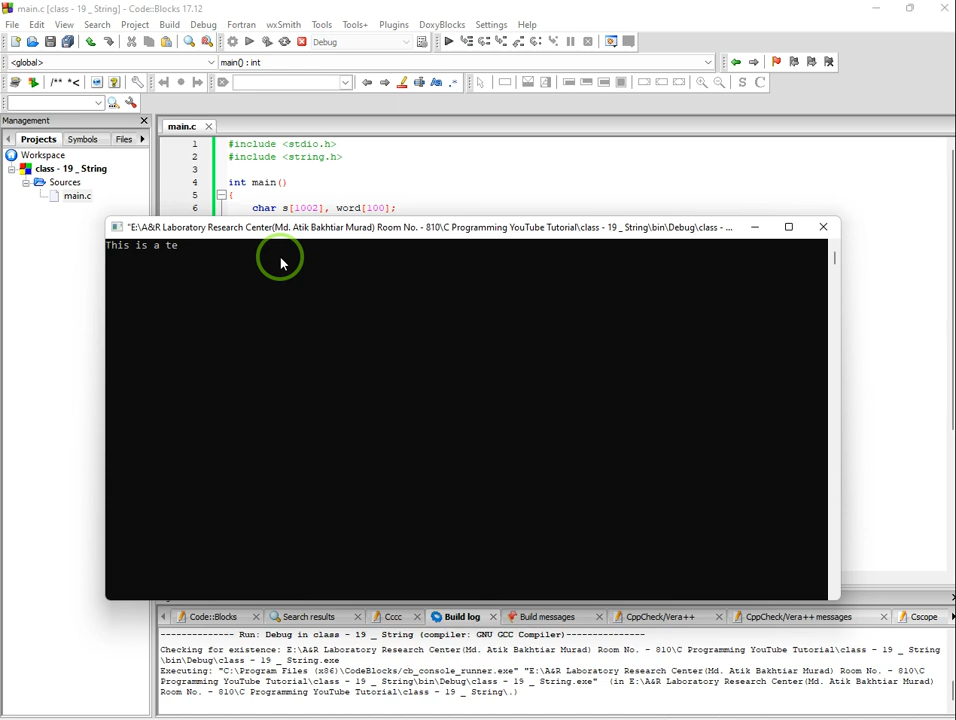 main.c [class - 19 _ String] - Code::Blocks 17.12
File Edit View Search Project Build Debug Fortran wxSmith Tools Tools+ Plugins DoxyBlocks Settings Help
Debug
<global> main() : int
/** *<
S C
Management
main.c
Projects Symbols Files
Workspace
class - 19 _ String
Sources
main.c
1 #include <stdio.h>
2 #include <string.h>
3
4 int main()
5 {
6 char s[1002], word[100];
"E:\A&R Laboratory Research Center(Md. Atik Bakhtiar Murad) Room No. - 810\C Programming YouTube Tutorial\class - 19 _ String\bin\Debug\class - ...
This is a te
Code::Blocks Search results Cccc Build log Build messages CppCheck/Vera++ CppCheck/Vera++ messages Cscope
-------------- Run: Debug in class - 19 _ String (compiler: GNU GCC Compiler)---------------
Checking for existence: E:\A&R Laboratory Research Center(Md. Atik Bakhtiar Murad) Room No. - 810\C Programming YouTube Tutorial\class - 19 _ String
\bin\Debug\class - 19 _ String.exe
Executing: "C:\Program Files (x86)\CodeBlocks/cb_console_runner.exe" "E:\A&R Laboratory Research Center(Md. Atik Bakhtiar Murad) Room No. - 810\C
Programming YouTube Tutorial\class - 19 _ String\bin\Debug\class - 19 _ String.exe" (in E:\A&R Laboratory Research Center(Md. Atik Bakhtiar Murad)
Room No. - 810\C Programming YouTube Tutorial\class - 19 _ String\.)